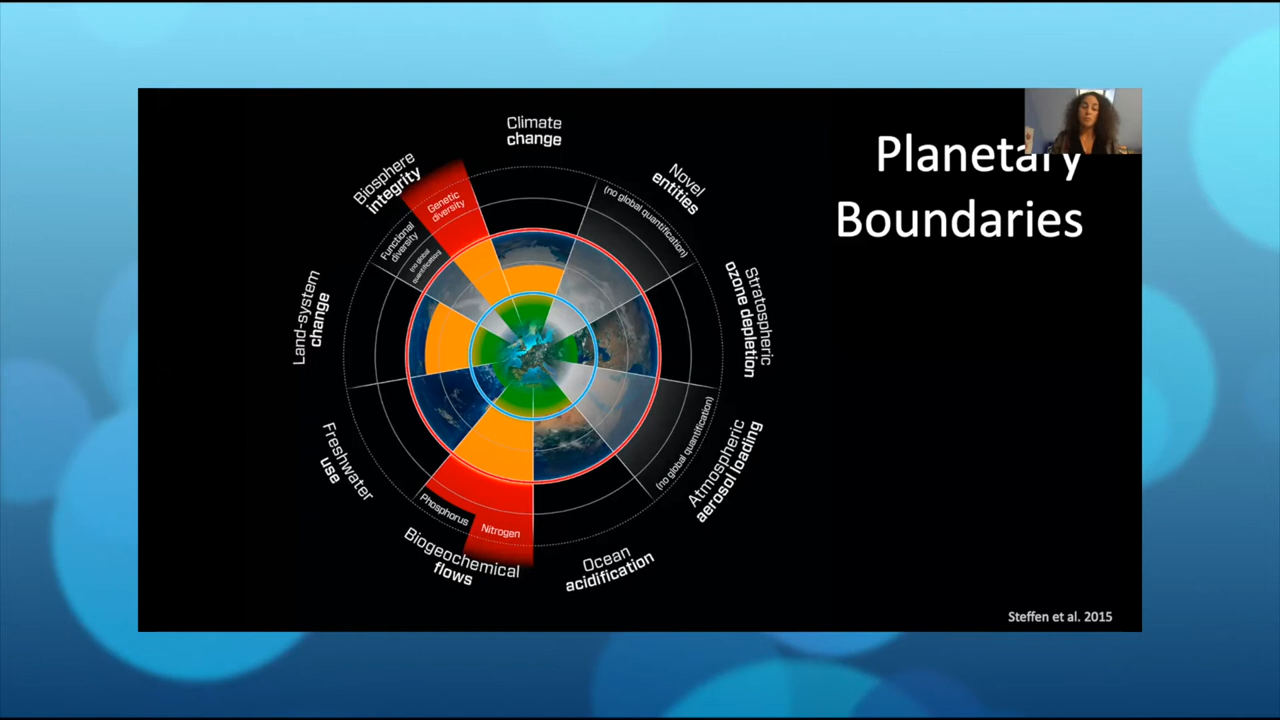 Planetary
Boundaries
Climate
change
Novel
entities
(no global quantification)
Stratospheric
ozone depletion
Atmospheric
aerosol loading
(no global quantification)
Ocean
acidification
Biogeochemical
flows
Phosphorus
Nitrogen
Freshwater
use
Land-system
change
Biosphere
integrity
Genetic
diversity
Functional
diversity
(no global
quantification)
Steffen et al. 2015